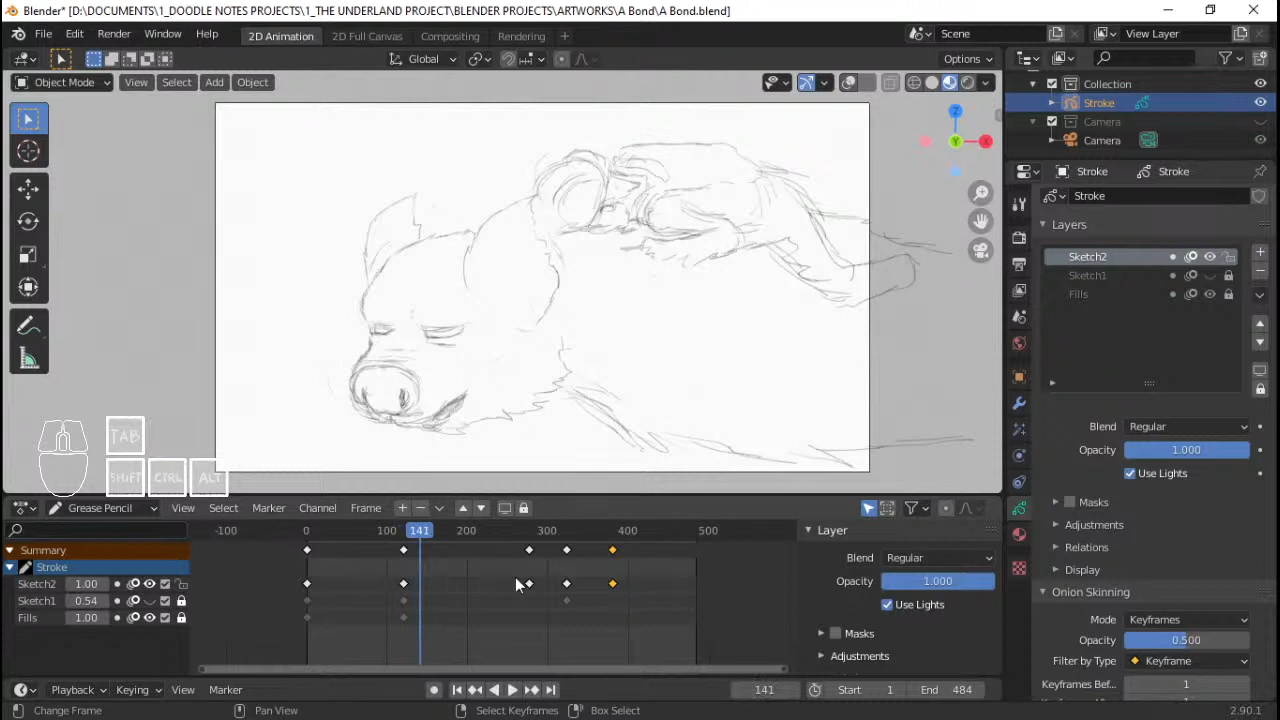 Blender* [D:\DOCUMENTS\1_DOODLE NOTES PROJECTS\1_THE UNDERLAND PROJECT\BLENDER PROJECTS\ARTWORKS\A Bond\A Bond.blend]
File Edit Render Window Help 2D Animation 2D Full Canvas Compositing Rendering + Scene View Layer
Global Options
Object Mode View Select Add Object
Collection
Stroke
Camera
Camera
Z
Y X
Stroke Stroke
Stroke
Layers
Sketch2
Sketch1
Fills
Blend Regular
Opacity 1.000
Use Lights
Masks
Adjustments
Relations
Display
Onion Skinning
Mode Keyframes
Opacity 0.500
Filter by Type Keyframe
Keyframes Bef... 1
TAB
SHIFT CTRL ALT
Grease Pencil View Select Marker Channel Frame
-100 0 100 141 200 300 400 500
Summary
Stroke
Sketch2 1.00
Sketch1 0.54
Fills
Layer
Blend Regular
Opacity 1.000
Use Lights
Masks
Adjustments
Playback Keying View Marker 141 Start 1 End 484
Change Frame Pan View Select Keyframes Box Select 2.90.1